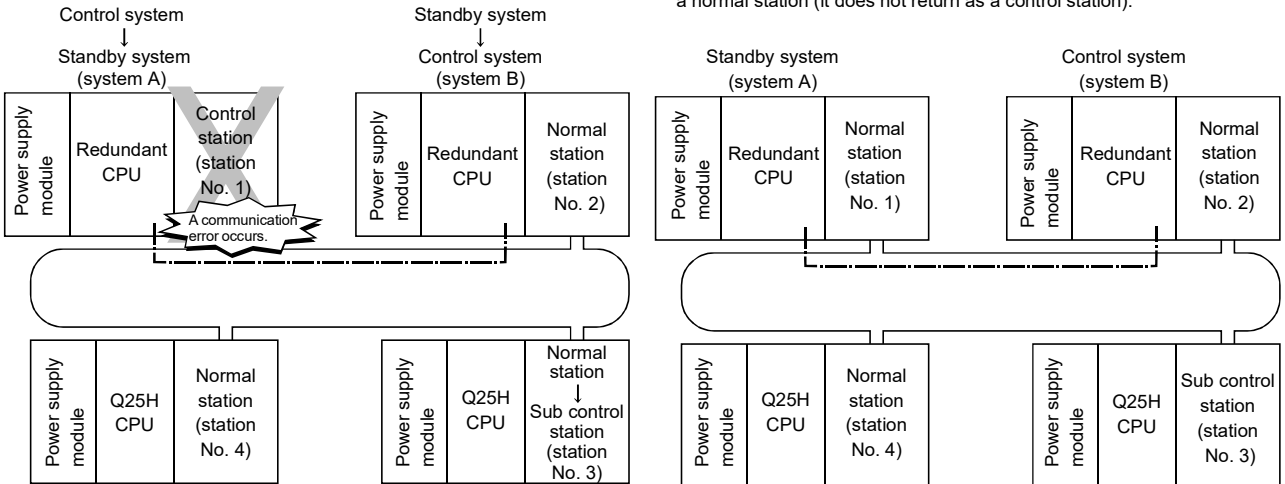 a normal station (it does not return as a control station).
Control system
↓
Standby system
(system A)
Power supply
module
Redundant
CPU
Control
station
(station
No. 1)
A communication
error occurs.
Standby system
↓
Control system
(system B)
Power supply
module
Redundant
CPU
Normal
station
(station
No. 2)
Power supply
module
Q25H
CPU
Normal
station
(station
No. 4)
Power supply
module
Q25H
CPU
Normal
station
↓
Sub control
station
(station
No. 3)
Standby system
(system A)
Power supply
module
Redundant
CPU
Normal
station
(station
No. 1)
Control system
(system B)
Power supply
module
Redundant
CPU
Normal
station
(station
No. 2)
Power supply
module
Q25H
CPU
Normal
station
(station
No. 4)
Power supply
module
Q25H
CPU
Sub control
station
(station
No. 3)